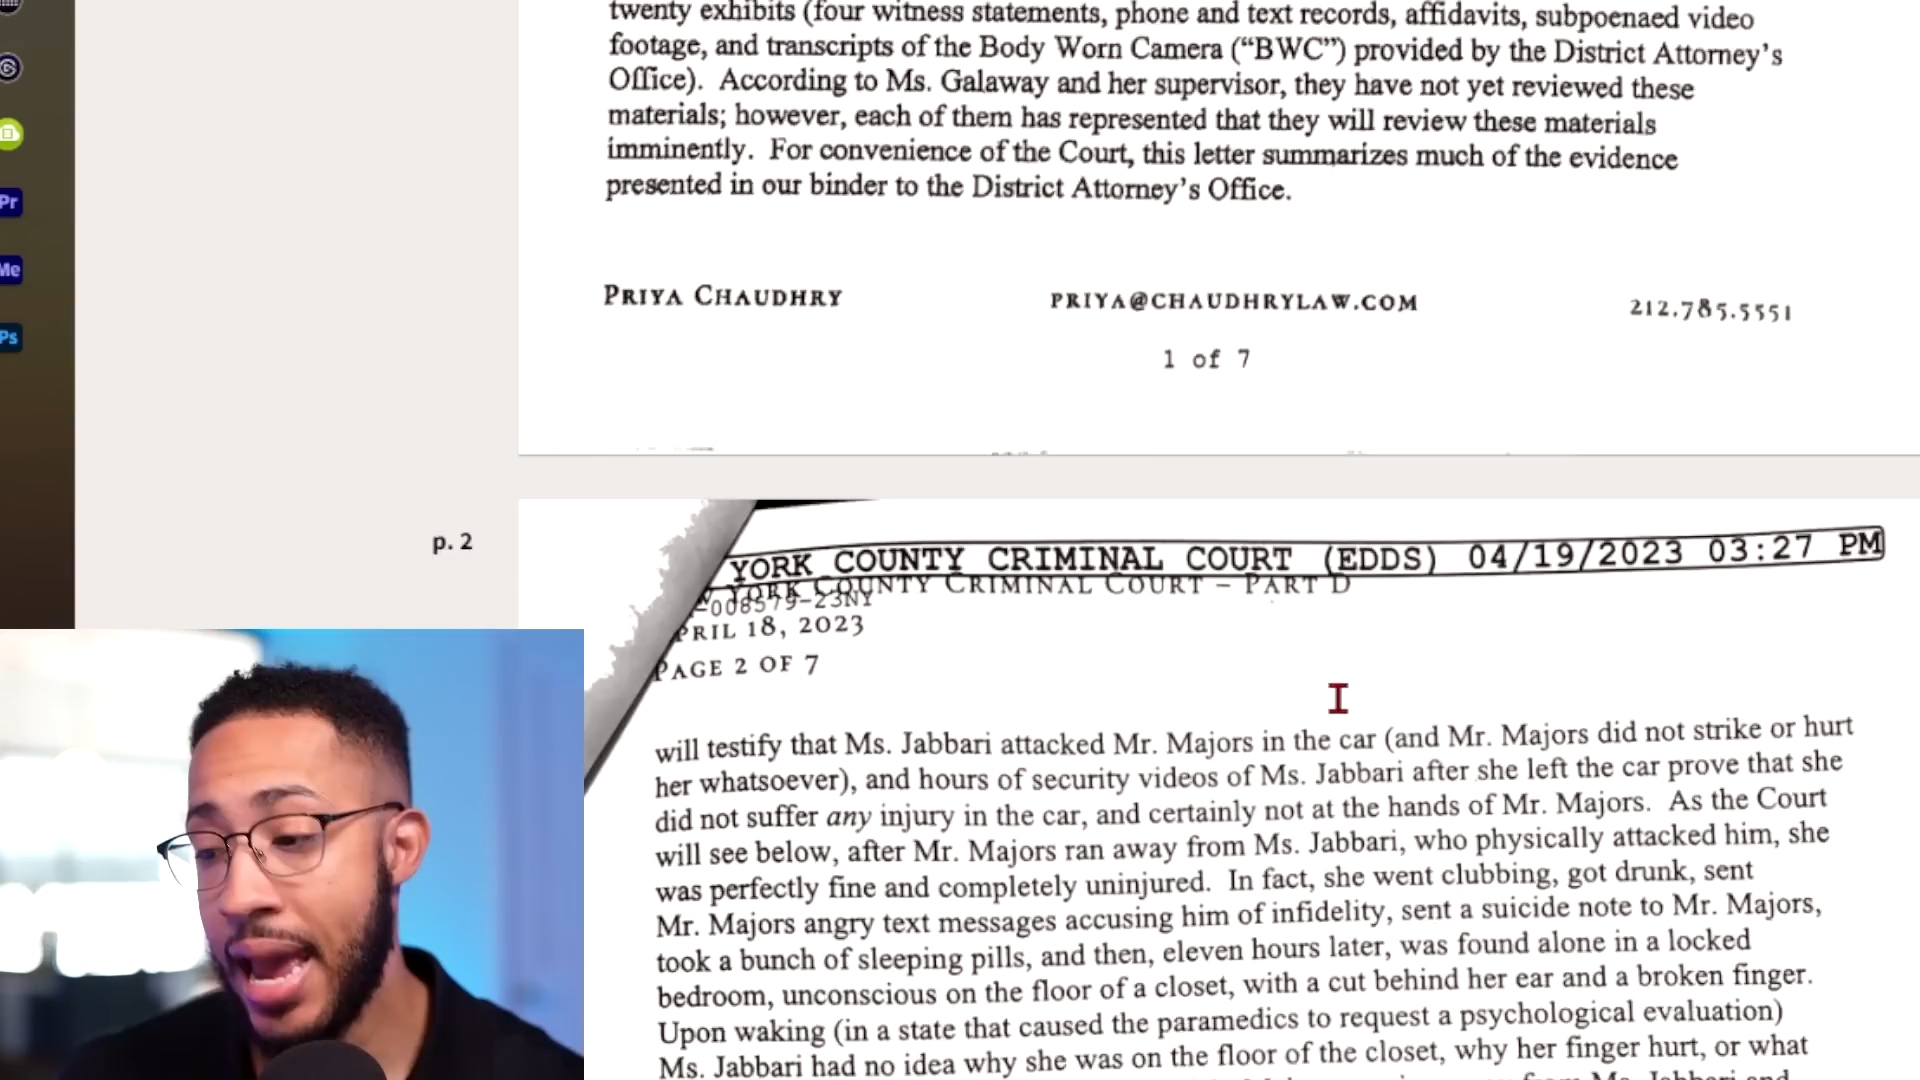 twenty exhibits (four witness statements, phone and text records, affidavits, subpoenaed video
footage, and transcripts of the Body Worn Camera (“BWC”) provided by the District Attorney’s
Office). According to Ms. Galaway and her supervisor, they have not yet reviewed these
materials; however, each of them has represented that they will review these materials
imminently. For convenience of the Court, this letter summarizes much of the evidence
presented in our binder to the District Attorney’s Office.
PRIYA CHAUDHRY PRIYA@CHAUDHRYLAW.COM 212.785.5551
1 of 7
p. 2
YORK COUNTY CRIMINAL COURT (EDDS) 04/19/2023 03:27 PM
YORK COUNTY CRIMINAL COURT – PART D
-008579-23NY
PRIL 18, 2023
PAGE 2 OF 7
will testify that Ms. Jabbari attacked Mr. Majors in the car (and Mr. Majors did not strike or hurt
her whatsoever), and hours of security videos of Ms. Jabbari after she left the car prove that she
did not suffer any injury in the car, and certainly not at the hands of Mr. Majors. As the Court
will see below, after Mr. Majors ran away from Ms. Jabbari, who physically attacked him, she
was perfectly fine and completely uninjured. In fact, she went clubbing, got drunk, sent
Mr. Majors angry text messages accusing him of infidelity, sent a suicide note to Mr. Majors,
took a bunch of sleeping pills, and then, eleven hours later, was found alone in a locked
bedroom, unconscious on the floor of a closet, with a cut behind her ear and a broken finger.
Upon waking (in a state that caused the paramedics to request a psychological evaluation)
Ms. Jabbari had no idea why she was on the floor of the closet, why her finger hurt, or what
Pr
Me
Ps